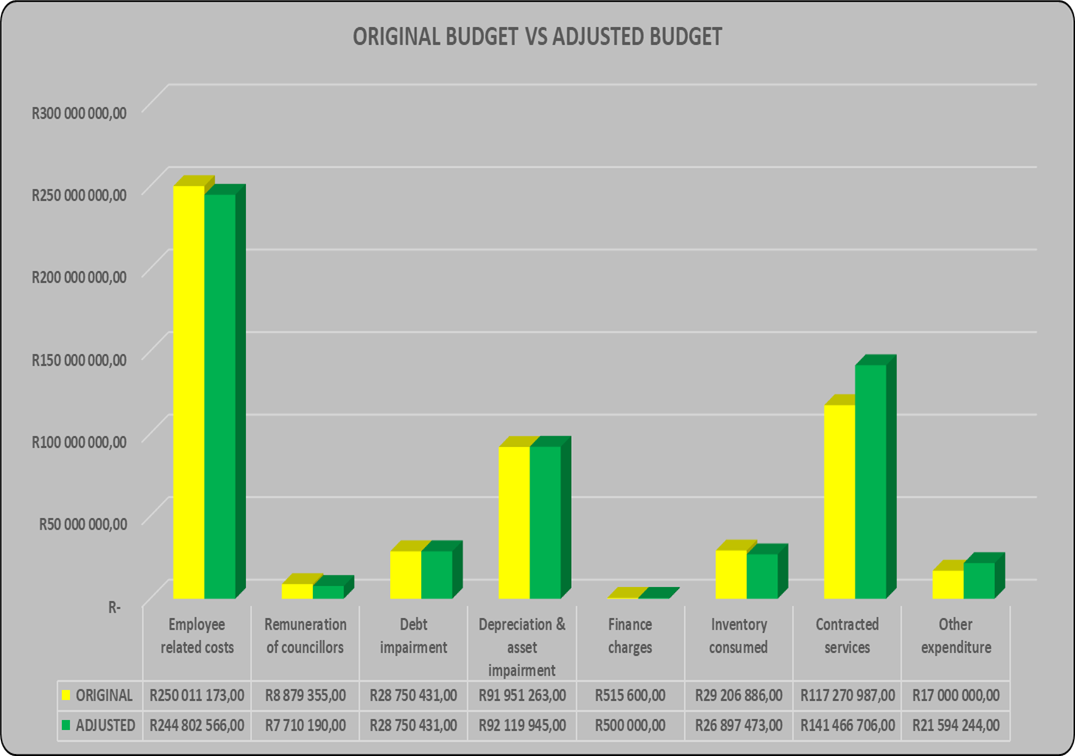 ORIGINAL BUDGET VS ADJUSTED BUDGET
R300 000 000,00
R250 000 000,00
R200 000 000,00
R150 000 000,00
R100 000 000,00
R50 000 000,00
R-
Employee related costs
Remuneration of councillors
Debt impairment
Depreciation & asset impairment
Finance charges
Inventory consumed
Contracted services
Other expenditure
ORIGINAL R250 011 173,00 R8 879 355,00 R28 750 431,00 R91 951 263,00 R515 600,00 R29 206 886,00 R117 270 987,00 R17 000 000,00
ADJUSTED R244 802 566,00 R7 710 190,00 R28 750 431,00 R92 119 945,00 R500 000,00 R26 897 473,00 R141 466 706,00 R21 594 244,00